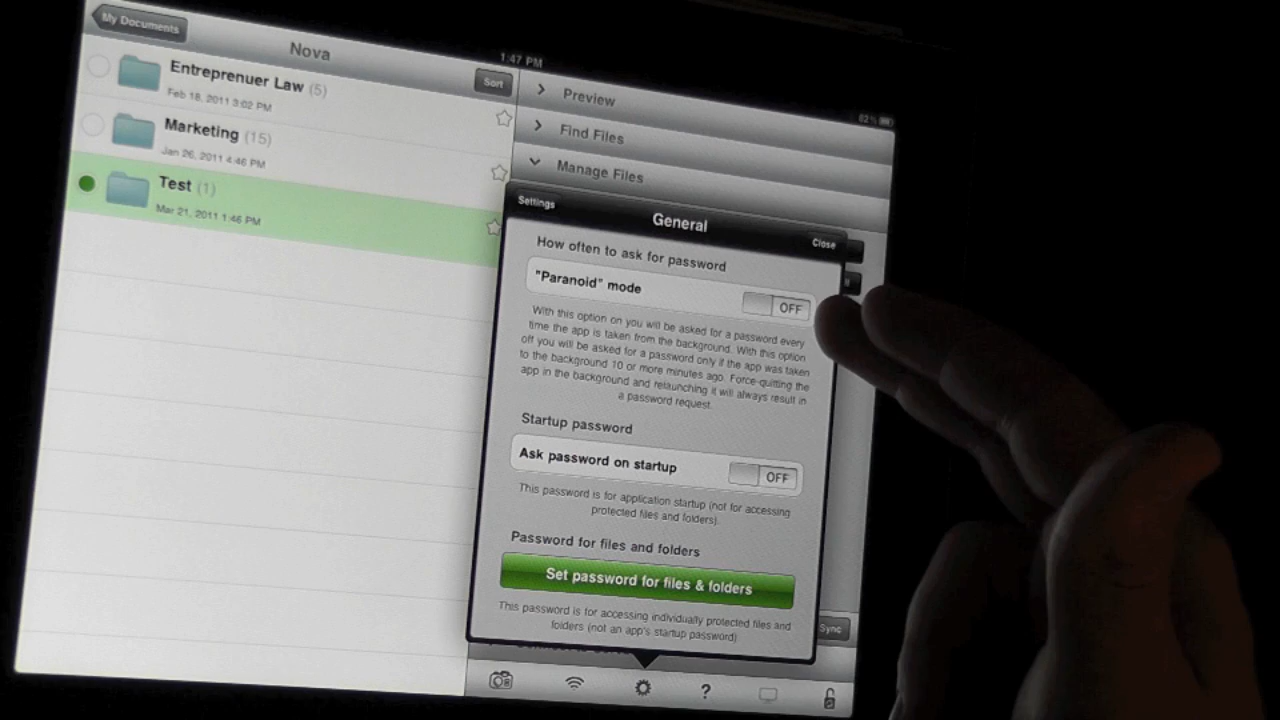 My Documents
Nova
1:47 PM
Sort
62%
Entreprenuer Law (5)
Feb 18, 2011 3:02 PM
Marketing (15)
Jan 26, 2011 4:46 PM
Test (1)
Mar 21, 2011 1:46 PM
Preview
Find Files
Manage Files
Settings
General
Close
How often to ask for password
"Paranoid" mode
OFF
With this option on you will be asked for a password every
time the app is taken from the background. With this option
off you will be asked for a password only if the app was taken
to the background 10 or more minutes ago. Force-quitting the
app in the background and relaunching it will always result in
a password request.
Startup password
Ask password on startup
OFF
This password is for application startup (not for accessing
protected files and folders).
Password for files and folders
Set password for files & folders
This password is for accessing individually protected files and
folders (not an app's startup password)
Sync
?